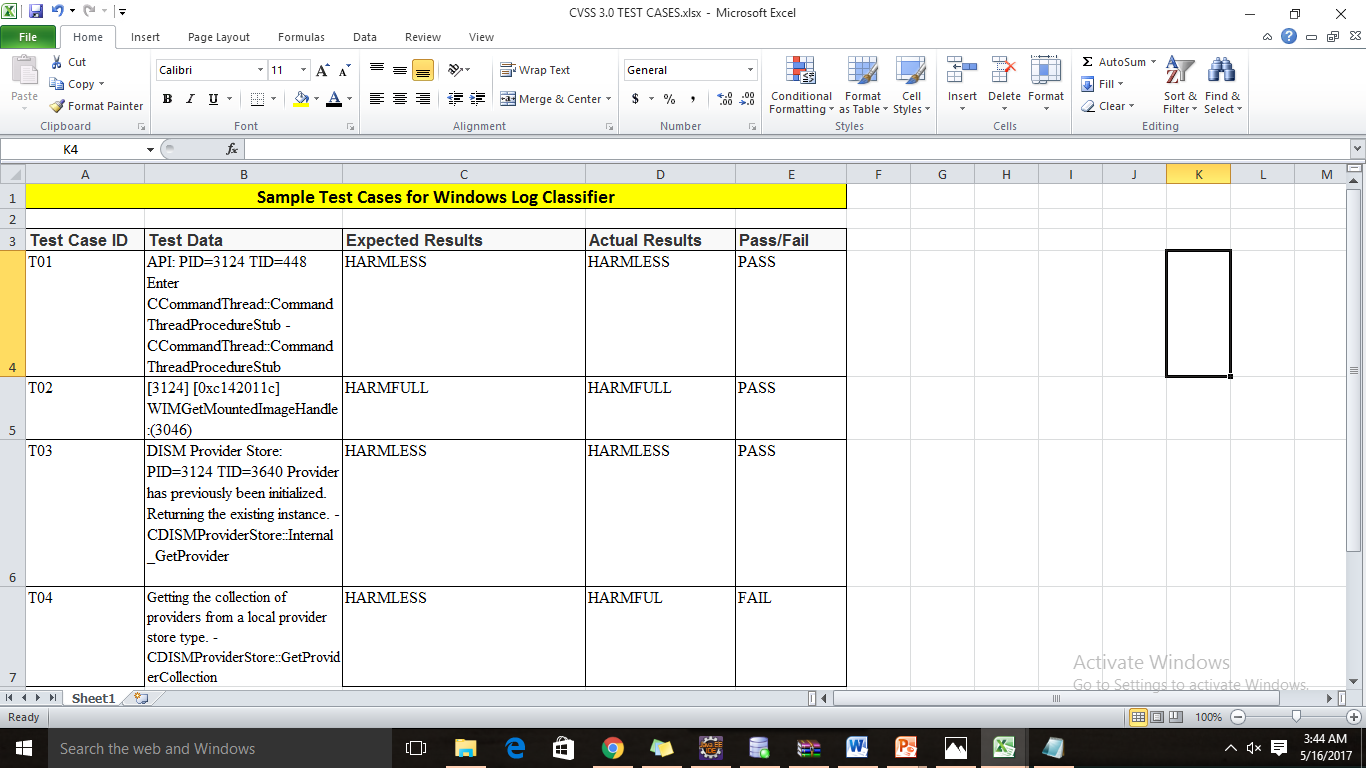 CVSS 3.0 TEST CASES.xlsx - Microsoft Excel
File Home Insert Page Layout Formulas Data Review View
Paste
Cut
Copy
Format Painter
Clipboard
Calibri 11
B I U
Font
Wrap Text
Merge & Center
Alignment
General
$ % ,
Number
Conditional Formatting
Format as Table
Cell Styles
Styles
Insert Delete Format
Cells
Σ AutoSum
Fill
Clear
Sort & Filter
Find & Select
Editing
K4 fx
A B C D E F G H I J K L M
1 Sample Test Cases for Windows Log Classifier
2
3 Test Case ID Test Data Expected Results Actual Results Pass/Fail
T01 API: PID=3124 TID=448 HARMLESS HARMLESS PASS
Enter
CCommandThread::Command
ThreadProcedureStub -
CCommandThread::Command
4 ThreadProcedureStub
T02 [3124] [0xc142011c] HARMFULL HARMFULL PASS
WIMGetMountedImageHandle
5 :(3046)
T03 DISM Provider Store: HARMLESS HARMLESS PASS
PID=3124 TID=3640 Provider
has previously been initialized.
Returning the existing instance. -
CDISMProviderStore::Internal
_GetProvider
6
T04 Getting the collection of HARMLESS HARMFUL FAIL
providers from a local provider
store type. -
CDISMProviderStore::GetProvid
7 erCollection
Activate Windows
Go to Settings to activate Windows.
Sheet1
Ready 100%
Search the web and Windows
3:44 AM
5/16/2017